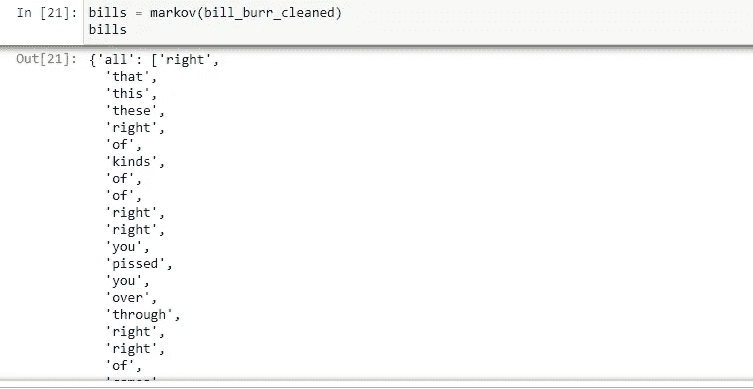 In [21]: bills = markov(bill_burr_cleaned)
bills
Out[21]: {'all': ['right',
'that',
'this',
'these',
'right',
'of',
'kinds',
'of',
'of',
'right',
'right',
'you',
'pissed',
'you',
'over',
'through',
'right',
'right',
'of',